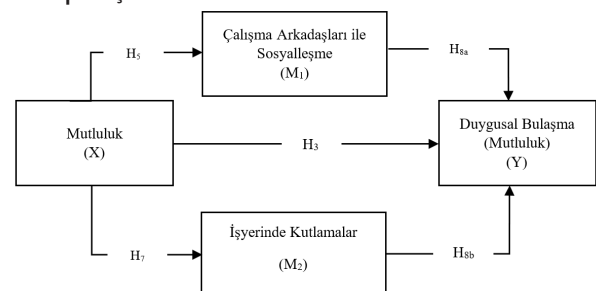 Çalışma Arkadaşları ile
Sosyalleşme
(M₁)
H₅
H₈ₐ
Mutluluk
(X)
H₃
Duygusal Bulaşma
(Mutluluk)
(Y)
İşyerinde Kutlamalar
(M₂)
H₇
H₈b